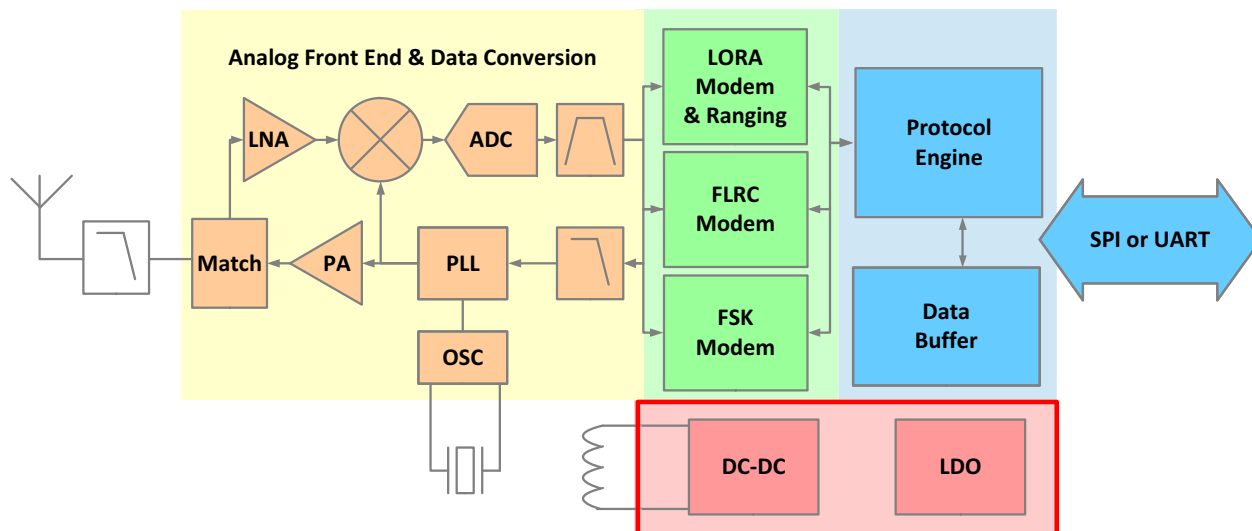 Analog Front End & Data Conversion
LNA
ADC
Match
PA
PLL
OSC
LORA
Modem
& Ranging
FLRC
Modem
FSK
Modem
Protocol
Engine
Data
Buffer
SPI or UART
DC-DC
LDO